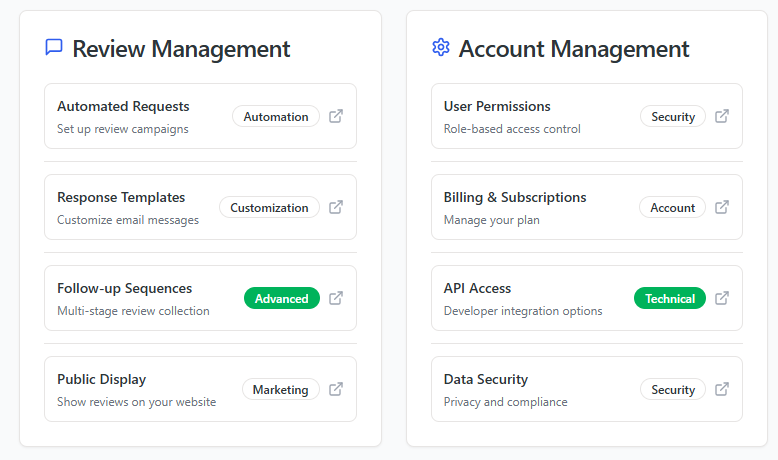 Review Management
Automated Requests
Set up review campaigns
Automation
Response Templates
Customize email messages
Customization
Follow-up Sequences
Multi-stage review collection
Advanced
Public Display
Show reviews on your website
Marketing
Account Management
User Permissions
Role-based access control
Security
Billing & Subscriptions
Manage your plan
Account
API Access
Developer integration options
Technical
Data Security
Privacy and compliance
Security